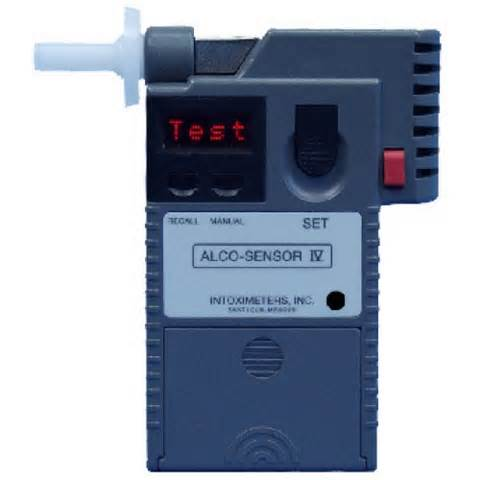 Test
RECALL MANUAL SET
ALCO-SENSOR IV
INTOXIMETERS, INC.